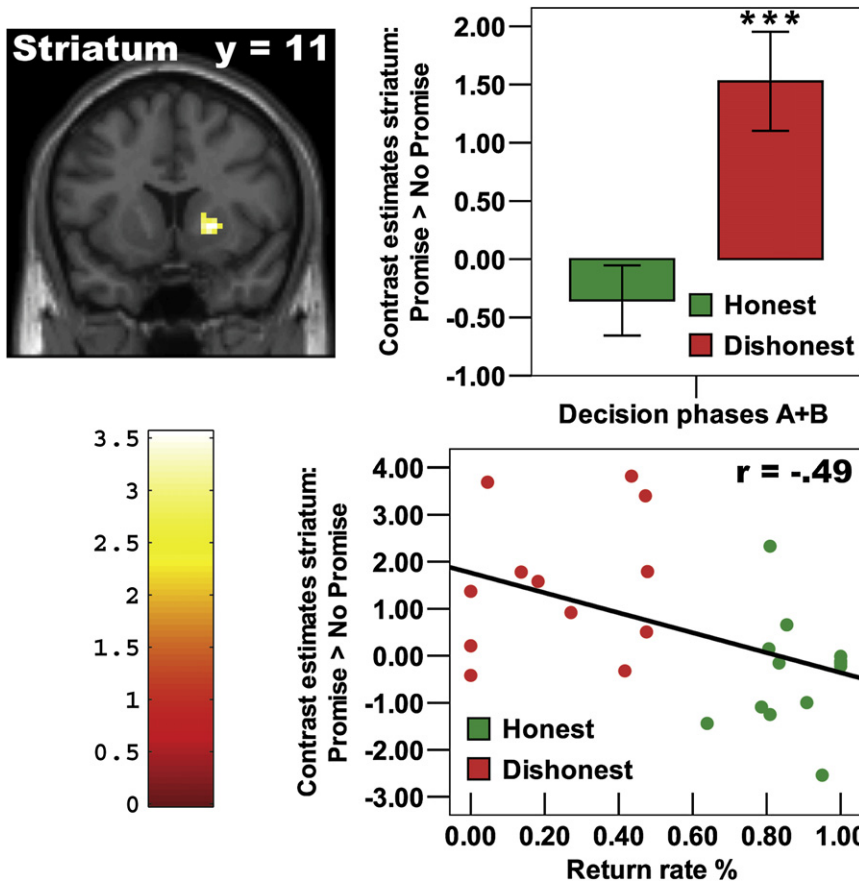 Striatum y = 11
Contrast estimates striatum:
Promise > No Promise
2.00
1.50
1.00
0.50
0.00
-0.50
-1.00
***
Honest
Dishonest
Decision phases A+B
3.5
3
2.5
2
1.5
1
0.5
0
Contrast estimates striatum:
Promise > No Promise
4.00
3.00
2.00
1.00
0.00
-1.00
-2.00
-3.00
r = -.49
Honest
Dishonest
0.00 0.20 0.40 0.60 0.80 1.00
Return rate %